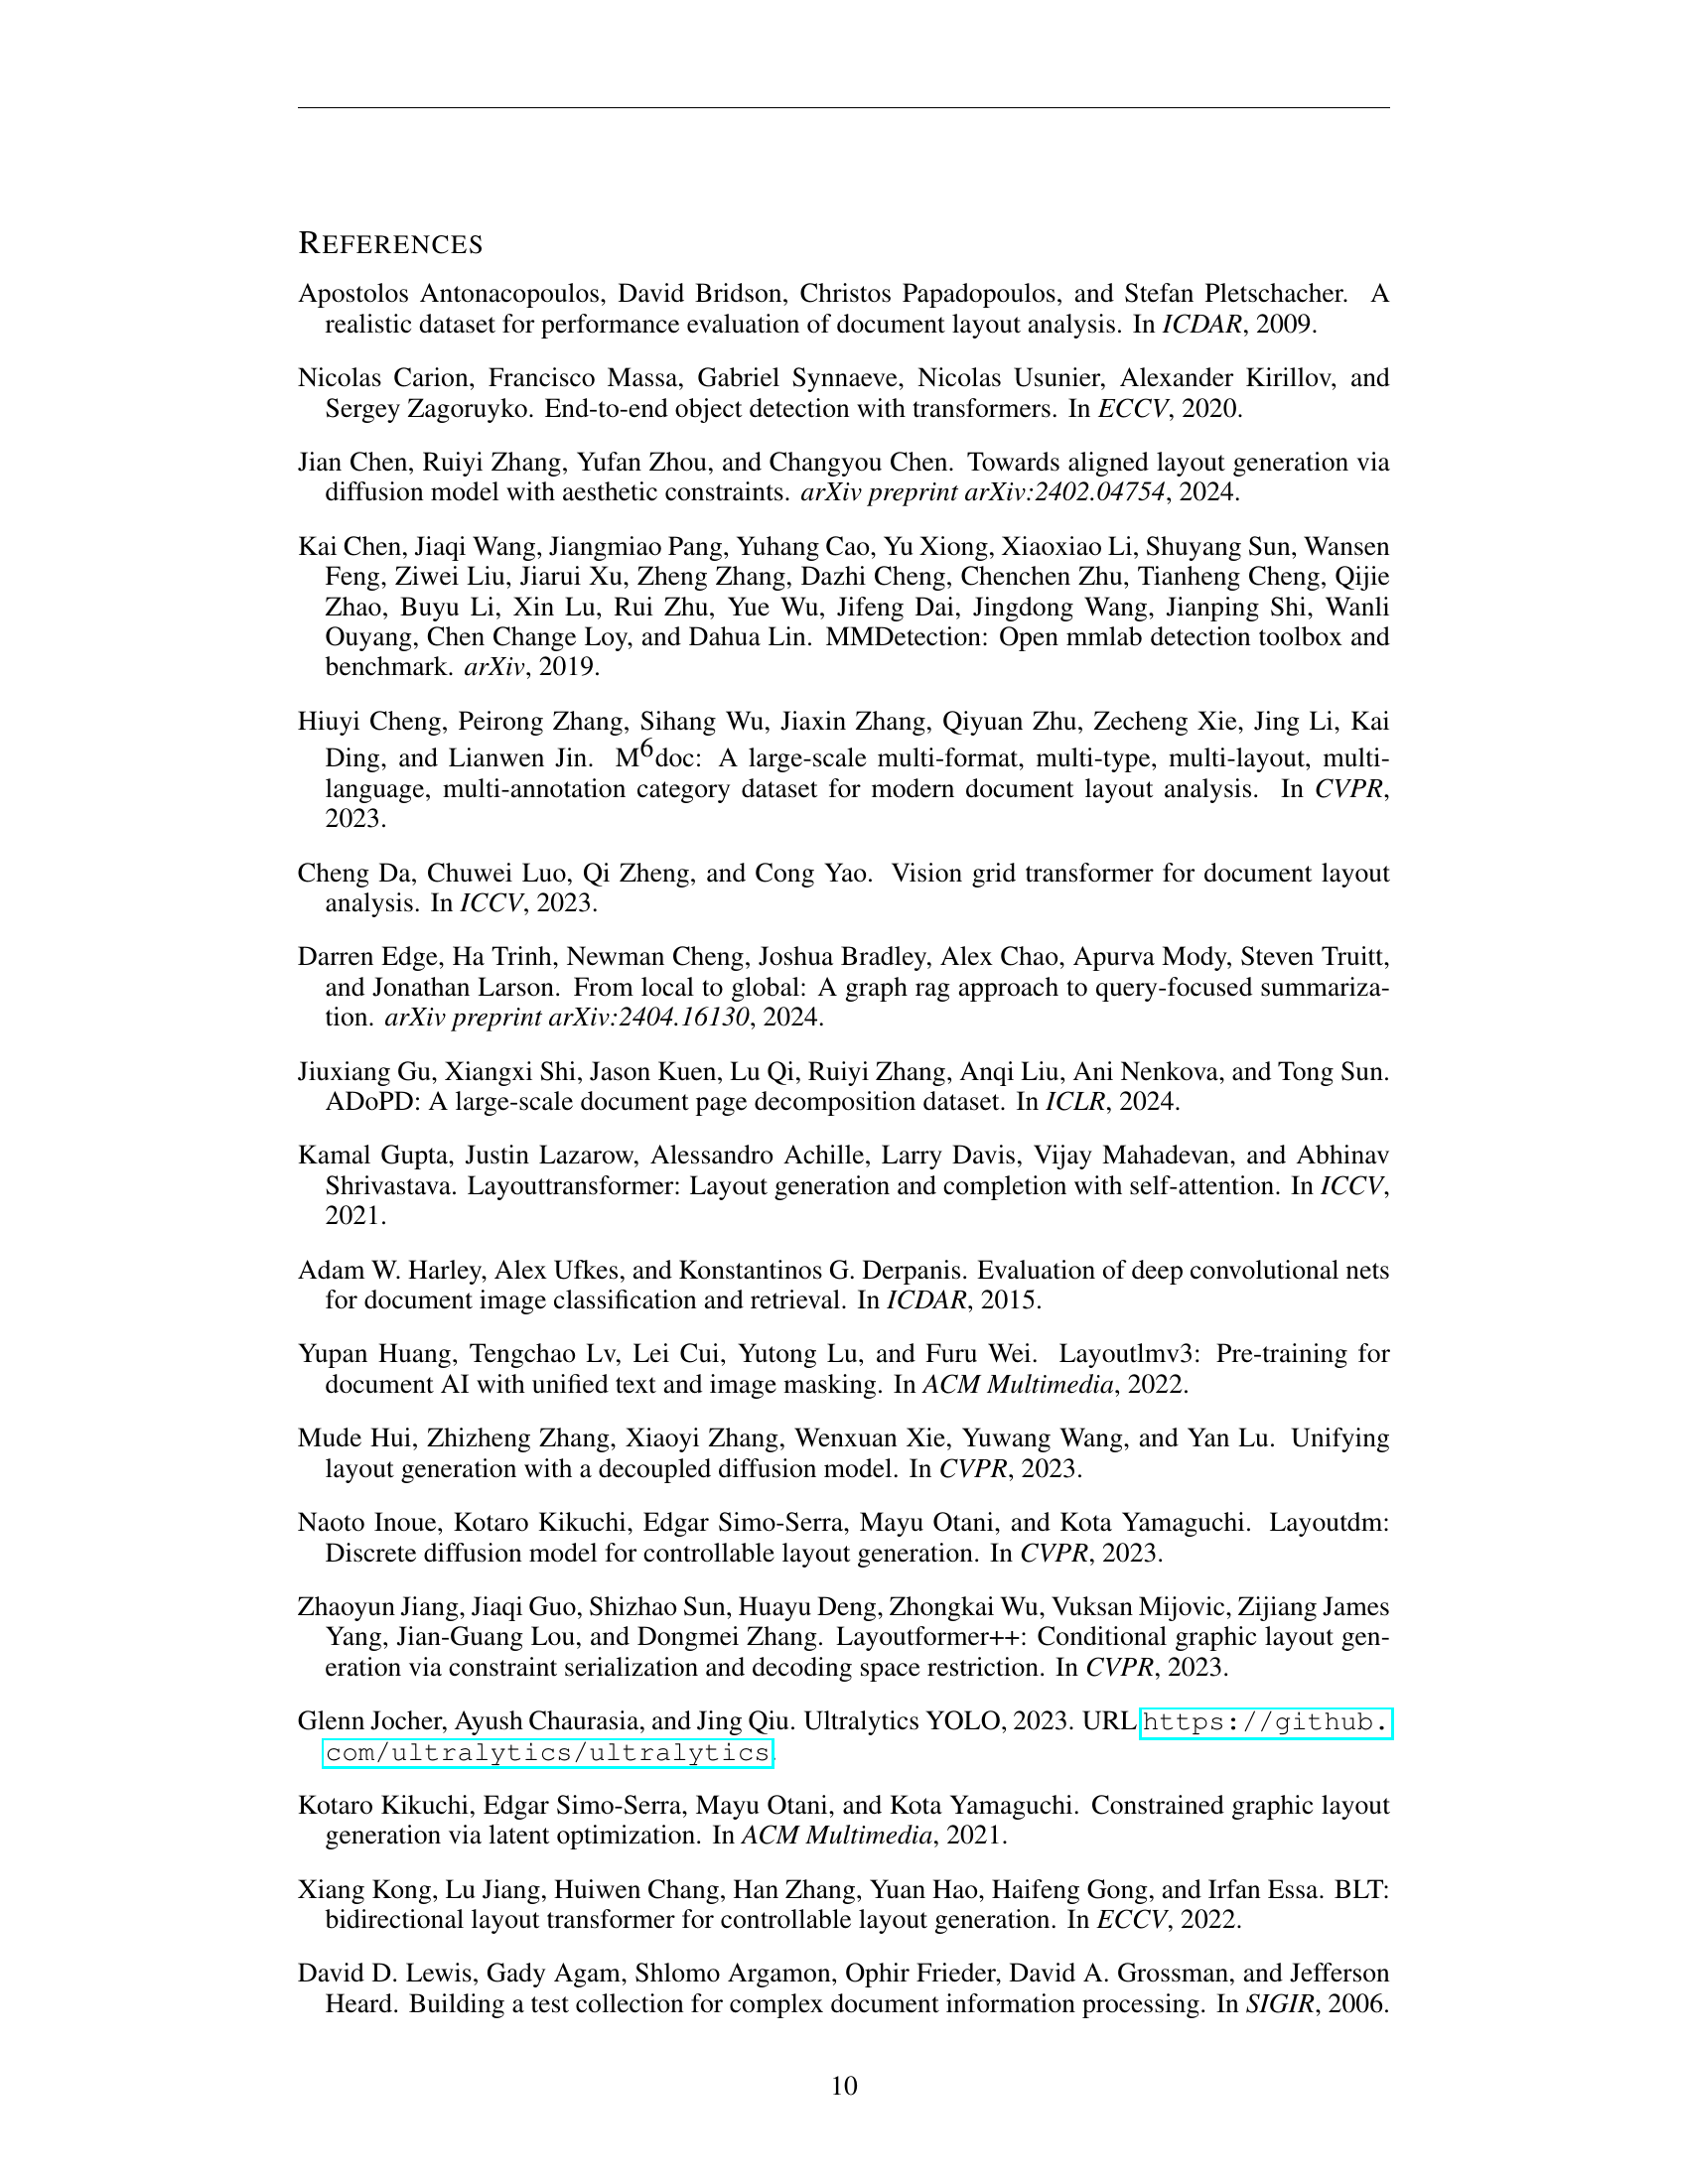 REFERENCES
Apostolos Antonacopoulos, David Bridson, Christos Papadopoulos, and Stefan Pletschacher. A
realistic dataset for performance evaluation of document layout analysis. In ICDAR, 2009.
Nicolas Carion, Francisco Massa, Gabriel Synnaeve, Nicolas Usunier, Alexander Kirillov, and
Sergey Zagoruyko. End-to-end object detection with transformers. In ECCV, 2020.
Jian Chen, Ruiyi Zhang, Yufan Zhou, and Changyou Chen. Towards aligned layout generation via
diffusion model with aesthetic constraints. arXiv preprint arXiv:2402.04754, 2024.
Kai Chen, Jiaqi Wang, Jiangmiao Pang, Yuhang Cao, Yu Xiong, Xiaoxiao Li, Shuyang Sun, Wansen
Feng, Ziwei Liu, Jiarui Xu, Zheng Zhang, Dazhi Cheng, Chenchen Zhu, Tianheng Cheng, Qijie
Zhao, Buyu Li, Xin Lu, Rui Zhu, Yue Wu, Jifeng Dai, Jingdong Wang, Jianping Shi, Wanli
Ouyang, Chen Change Loy, and Dahua Lin. MMDetection: Open mmlab detection toolbox and
benchmark. arXiv, 2019.
Hiuyi Cheng, Peirong Zhang, Sihang Wu, Jiaxin Zhang, Qiyuan Zhu, Zecheng Xie, Jing Li, Kai
Ding, and Lianwen Jin. M⁶doc: A large-scale multi-format, multi-type, multi-layout, multi-
language, multi-annotation category dataset for modern document layout analysis. In CVPR,
2023.
Cheng Da, Chuwei Luo, Qi Zheng, and Cong Yao. Vision grid transformer for document layout
analysis. In ICCV, 2023.
Darren Edge, Ha Trinh, Newman Cheng, Joshua Bradley, Alex Chao, Apurva Mody, Steven Truitt,
and Jonathan Larson. From local to global: A graph rag approach to query-focused summariza-
tion. arXiv preprint arXiv:2404.16130, 2024.
Jiuxiang Gu, Xiangxi Shi, Jason Kuen, Lu Qi, Ruiyi Zhang, Anqi Liu, Ani Nenkova, and Tong Sun.
ADoPD: A large-scale document page decomposition dataset. In ICLR, 2024.
Kamal Gupta, Justin Lazarow, Alessandro Achille, Larry Davis, Vijay Mahadevan, and Abhinav
Shrivastava. Layouttransformer: Layout generation and completion with self-attention. In ICCV,
2021.
Adam W. Harley, Alex Ufkes, and Konstantinos G. Derpanis. Evaluation of deep convolutional nets
for document image classification and retrieval. In ICDAR, 2015.
Yupan Huang, Tengchao Lv, Lei Cui, Yutong Lu, and Furu Wei. Layoutlmv3: Pre-training for
document AI with unified text and image masking. In ACM Multimedia, 2022.
Mude Hui, Zhizheng Zhang, Xiaoyi Zhang, Wenxuan Xie, Yuwang Wang, and Yan Lu. Unifying
layout generation with a decoupled diffusion model. In CVPR, 2023.
Naoto Inoue, Kotaro Kikuchi, Edgar Simo-Serra, Mayu Otani, and Kota Yamaguchi. Layoutdm:
Discrete diffusion model for controllable layout generation. In CVPR, 2023.
Zhaoyun Jiang, Jiaqi Guo, Shizhao Sun, Huayu Deng, Zhongkai Wu, Vuksan Mijovic, Zijiang James
Yang, Jian-Guang Lou, and Dongmei Zhang. Layoutformer++: Conditional graphic layout gen-
eration via constraint serialization and decoding space restriction. In CVPR, 2023.
Glenn Jocher, Ayush Chaurasia, and Jing Qiu. Ultralytics YOLO, 2023. URL https://github.
com/ultralytics/ultralytics.
Kotaro Kikuchi, Edgar Simo-Serra, Mayu Otani, and Kota Yamaguchi. Constrained graphic layout
generation via latent optimization. In ACM Multimedia, 2021.
Xiang Kong, Lu Jiang, Huiwen Chang, Han Zhang, Yuan Hao, Haifeng Gong, and Irfan Essa. BLT:
bidirectional layout transformer for controllable layout generation. In ECCV, 2022.
David D. Lewis, Gady Agam, Shlomo Argamon, Ophir Frieder, David A. Grossman, and Jefferson
Heard. Building a test collection for complex document information processing. In SIGIR, 2006.
10